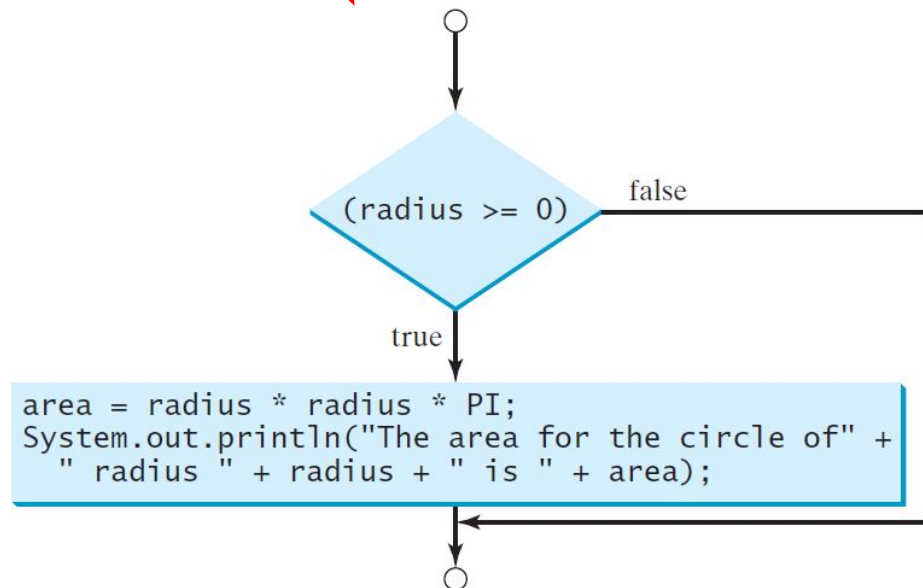 (radius >= 0)
false
true
area = radius * radius * PI;
System.out.println("The area for the circle of" +
" radius " + radius + " is " + area);